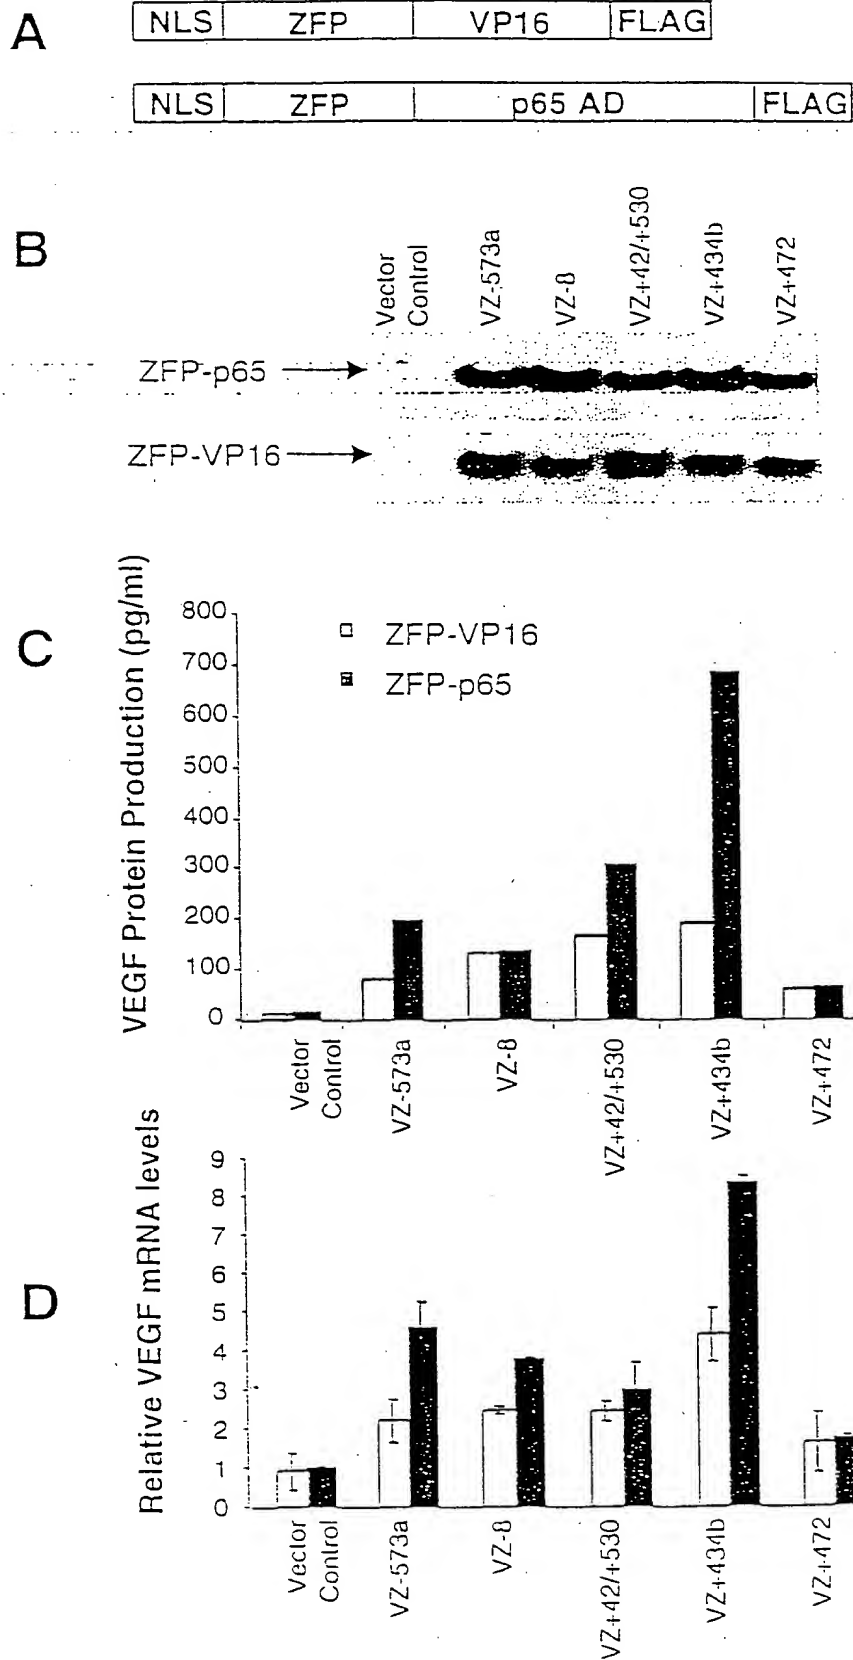 A
NLS ZFP VP16 FLAG
NLS ZFP p65 AD FLAG
B
Vector
Control
VZ-573a
VZ-8
VZ+42/+530
VZ+434b
VZ+472
ZFP-p65
ZFP-VP16
C
VEGF Protein Production (pg/ml)
800
700
600
500
400
300
200
100
0
ZFP-VP16
ZFP-p65
Vector
Control
VZ-573a
VZ-8
VZ+42/+530
VZ+434b
VZ+472
D
Relative VEGF mRNA levels
9
8
7
6
5
4
3
2
1
0
Vector
Control
VZ-573a
VZ-8
VZ+42/+530
VZ+434b
VZ+472